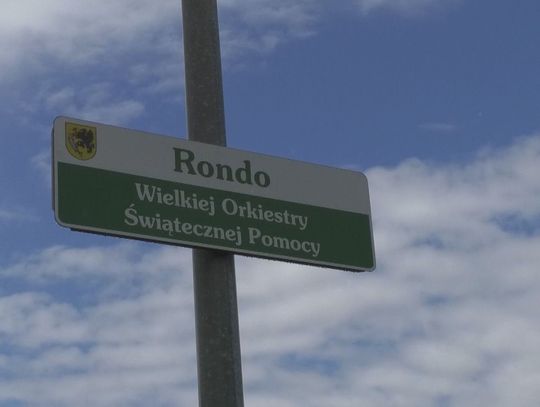 Rondo
Wielkiej Orkiestry
Świątecznej Pomocy